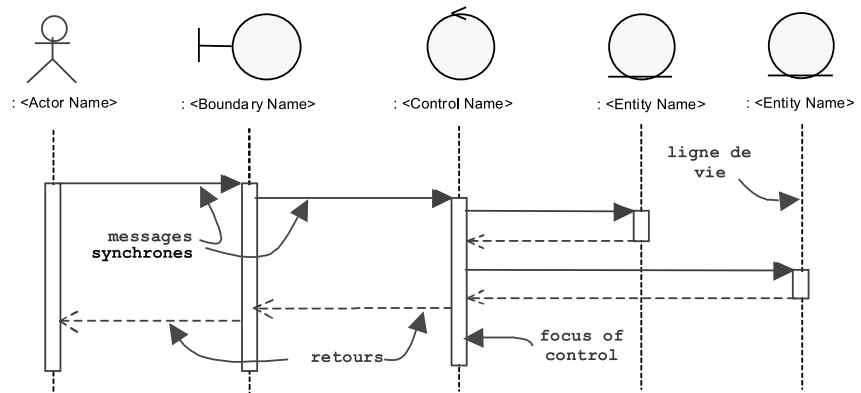 : <Actor Name>
: <Boundary Name>
: <Control Name>
: <Entity Name>
: <Entity Name>
ligne de
vie
messages
synchrones
retours
focus of
control